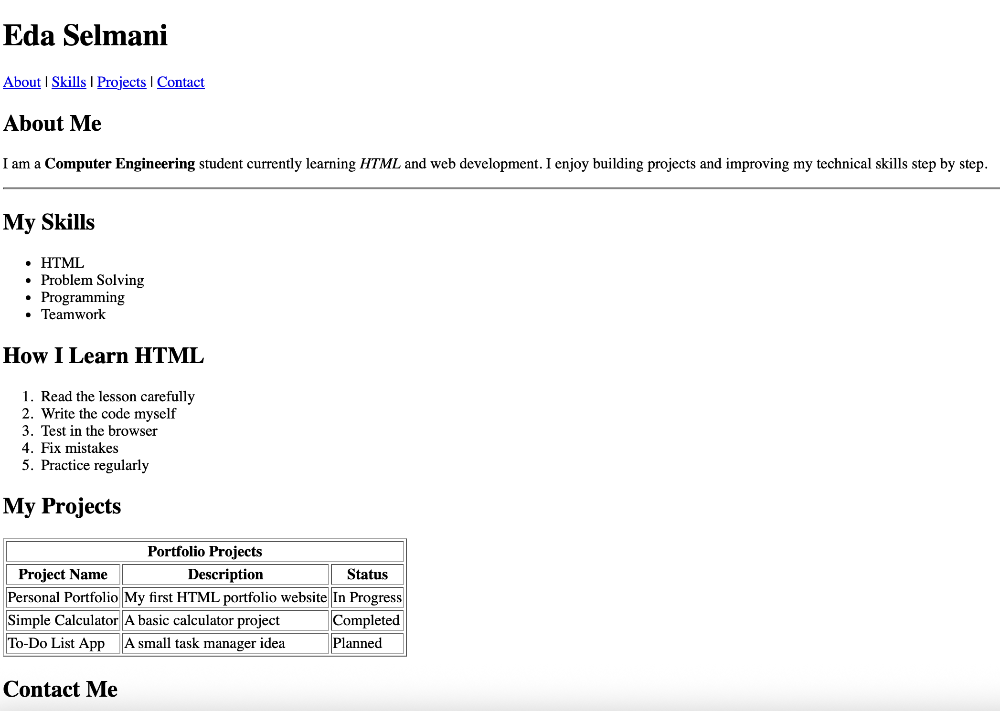 Eda Selmani
About | Skills | Projects | Contact
About Me
I am a Computer Engineering student currently learning HTML and web development. I enjoy building projects and improving my technical skills step by step.
My Skills
• HTML
• Problem Solving
• Programming
• Teamwork
How I Learn HTML
1. Read the lesson carefully
2. Write the code myself
3. Test in the browser
4. Fix mistakes
5. Practice regularly
My Projects
Portfolio Projects
Project Name Description Status
Personal Portfolio My first HTML portfolio website In Progress
Simple Calculator A basic calculator project Completed
To-Do List App A small task manager idea Planned
Contact Me